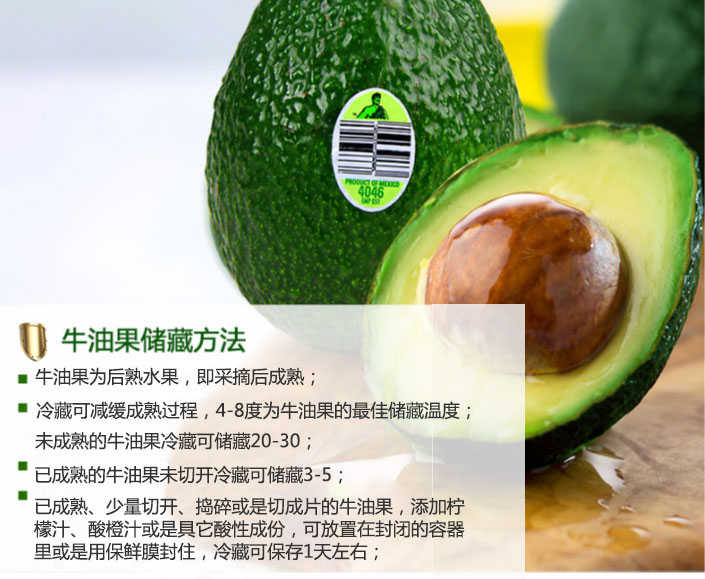 PRODUCT OF MEXICO
4046
牛油果储藏方法
牛油果为后熟水果，即采摘后成熟；
冷藏可减缓成熟过程，4-8度为牛油果的最佳储藏温度；
未成熟的牛油果冷藏可储藏20-30；
已成熟的牛油果未切开冷藏可储藏3-5；
已成熟、少量切开、捣碎或是切成片的牛油果，添加柠
檬汁、酸橙汁或是其它酸性成份，可放置在封闭的容器
里或是用保鲜膜封住，冷藏可保存1天左右；